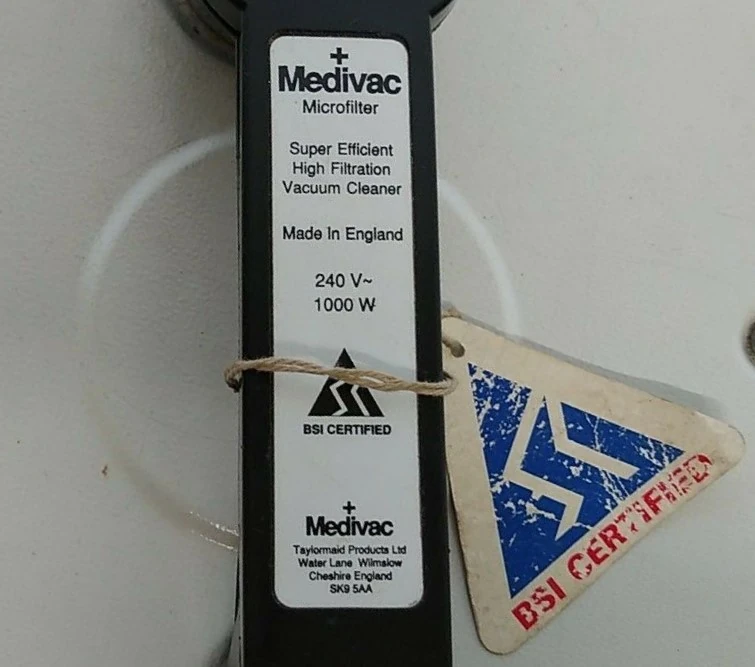 Medivac
Microfilter
Super Efficient
High Filtration
Vacuum Cleaner
Made In England
240 V~
1000 W
BSI CERTIFIED
Medivac
Taylormaid Products Ltd
Water Lane Wilmslow
Cheshire England
SK9 5AA
BSI CERTIFIED